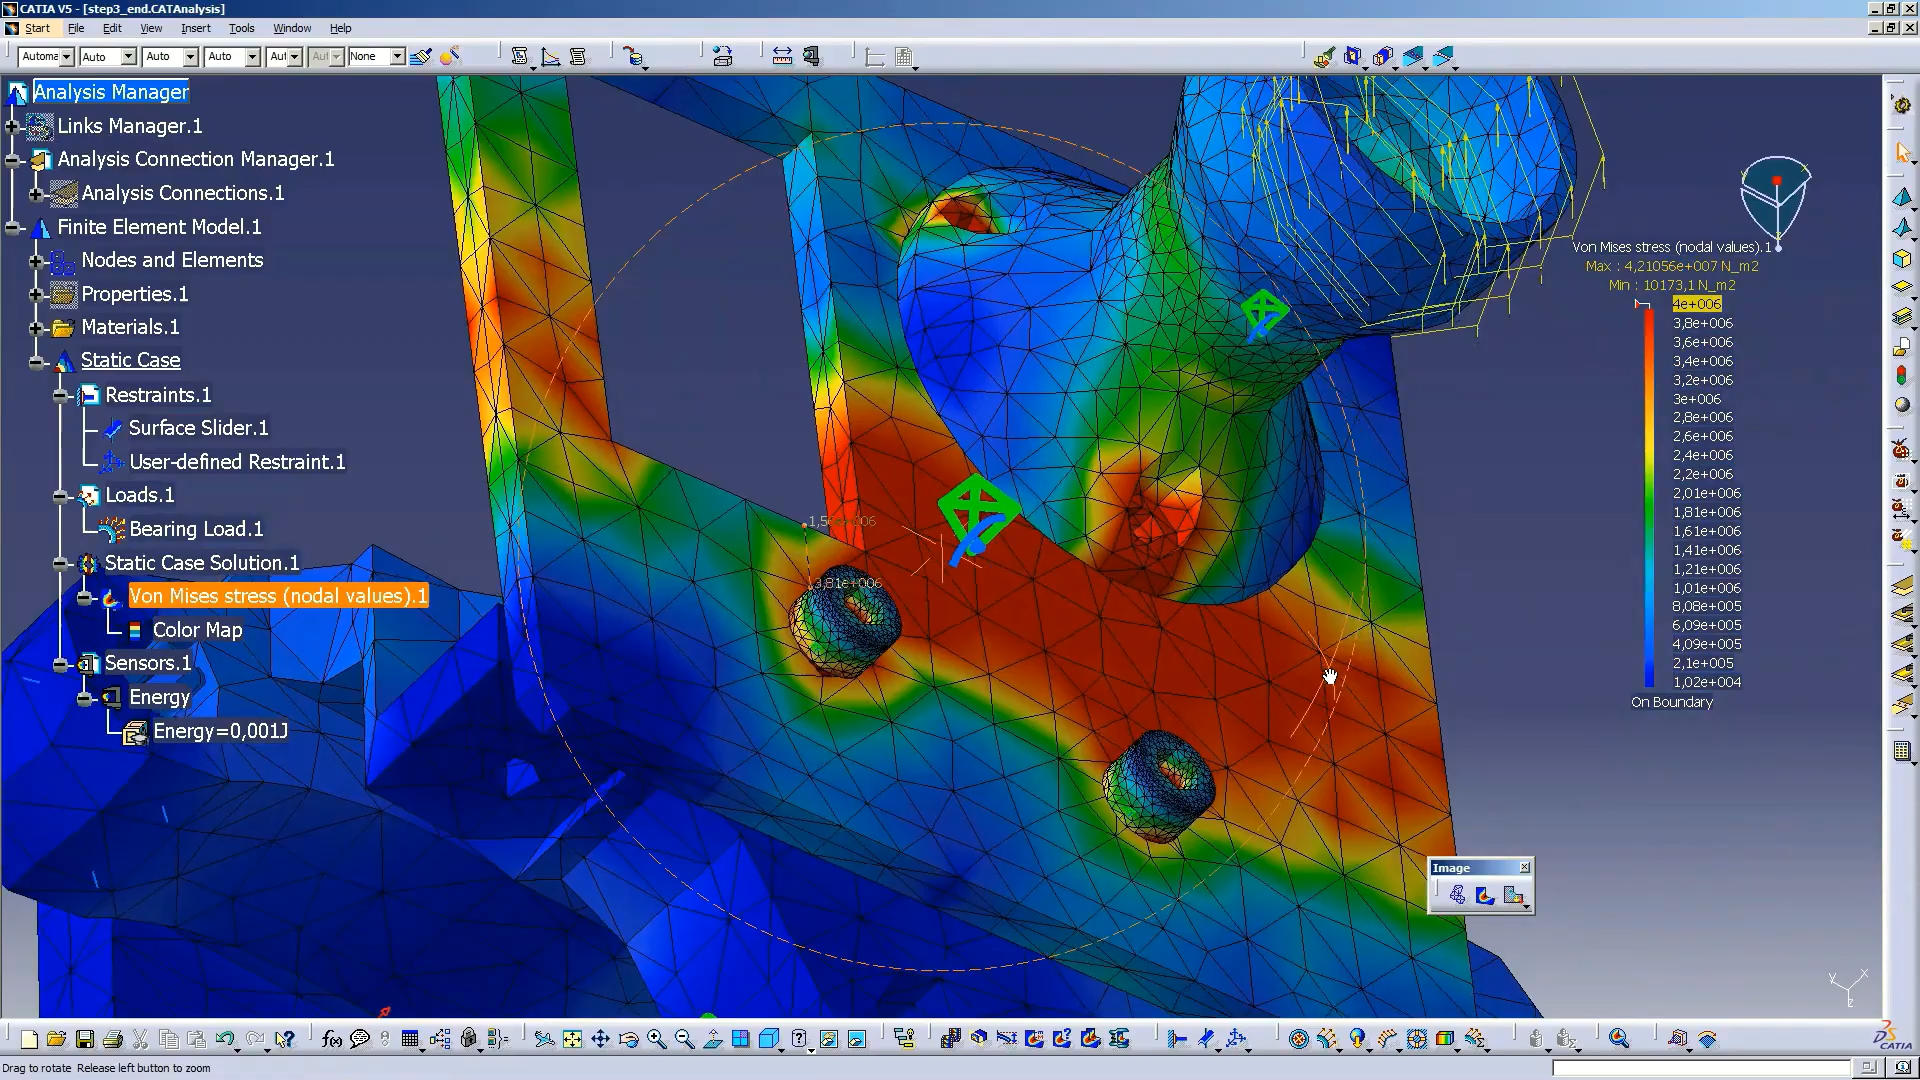 CATIA V5 - [step3_end.CATAnalysis]
Start File Edit View Insert Tools Window Help
Automa Auto Auto Auto Aut Aut None
Analysis Manager
Links Manager.1
Analysis Connection Manager.1
Analysis Connections.1
Finite Element Model.1
Nodes and Elements
Properties.1
Materials.1
Static Case
Restraints.1
Surface Slider.1
User-defined Restraint.1
Loads.1
Bearing Load.1
Static Case Solution.1
Von Mises stress (nodal values).1
Color Map
Sensors.1
Energy
Energy=0,001J
3,81e+006
Von Mises stress (nodal values).1
Max : 4,21056e+007 N_m2
Min : 10173,1 N_m2
4e+006
3,8e+006
3,6e+006
3,4e+006
3,2e+006
3e+006
2,8e+006
2,6e+006
2,4e+006
2,2e+006
2,01e+006
1,81e+006
1,61e+006
1,41e+006
1,21e+006
1,01e+006
8,08e+005
6,09e+005
4,09e+005
2,1e+005
1,02e+004
On Boundary
Image
y x
z
f(x)
CATIA
Drag to rotate Release left button to zoom